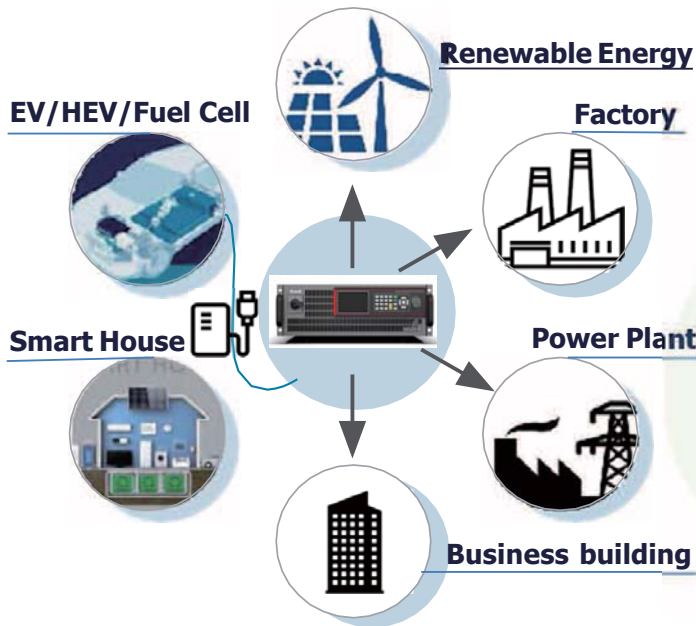 Renewable Energy
EV/HEV/Fuel Cell
Factory
Smart House
Power Plant
Business building